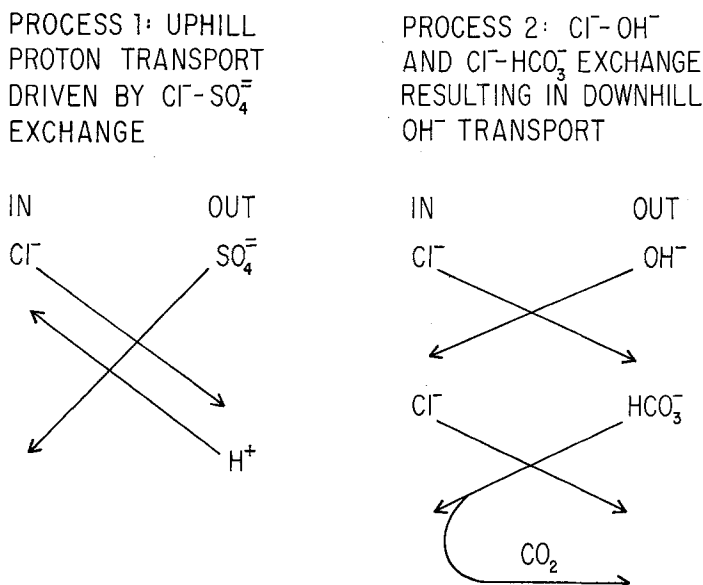 PROCESS 1: UPHILL
PROTON TRANSPORT
DRIVEN BY Cl⁻-SO₄⁼
EXCHANGE
IN OUT
Cl⁻ SO₄⁼
H⁺
PROCESS 2: Cl⁻-OH⁻
AND Cl⁻-HCO₃⁻ EXCHANGE
RESULTING IN DOWNHILL
OH⁻ TRANSPORT
IN OUT
Cl⁻ OH⁻
Cl⁻ HCO₃⁻
CO₂